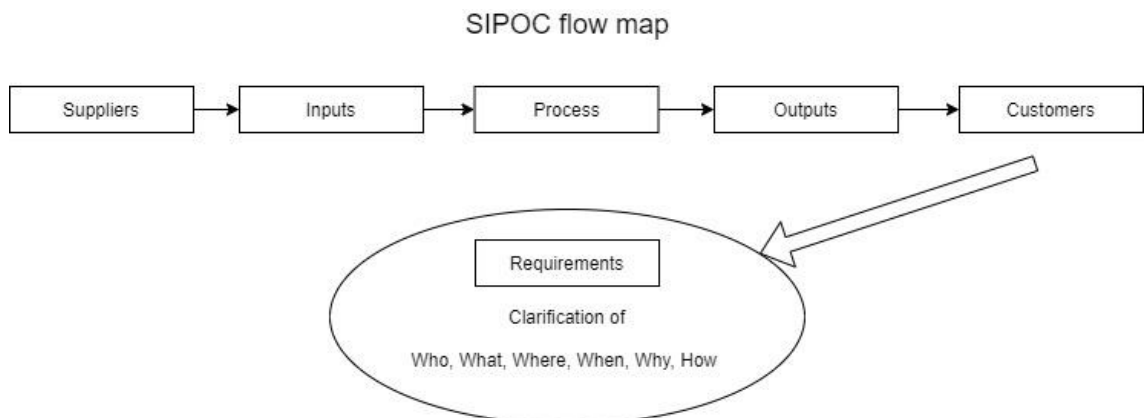 SIPOC flow map
Suppliers
Inputs
Process
Outputs
Customers
Requirements
Clarification of
Who, What, Where, When, Why, How